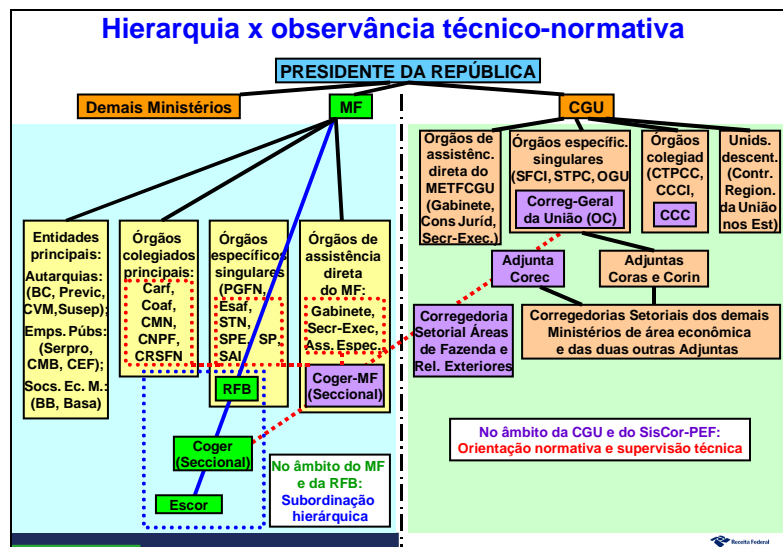 Hierarquia x observância técnico-normativa
PRESIDENTE DA REPÚBLICA
Demais Ministérios
MF
CGU
Órgãos de
assistênc.
direta do
METFCGU
(Gabinete,
Cons Juríd,
Secr-Exec.)
Órgãos específic.
singulares
(SFCI, STPC, OGU
Correg-Geral
da União (OC)
Órgãos
colegiad
(CTPCC,
CCCI,
CCC
Unids.
descent.
(Contr.
Region.
da União
nos Est)
Entidades
principais:
Autarquias:
(BC, Previc,
CVM,Susep);
Emps. Púbs:
(Serpro,
CMB, CEF);
Socs. Ec. M.:
(BB, Basa)
Órgãos
colegiados
principais:
Carf,
Coaf,
CMN,
CNPF,
CRSFN
Órgãos
específicos
singulares
(PGFN,
Esaf,
STN,
SPE, SP,
SAI)
RFB
Órgãos de
assistência
direta
do MF:
Gabinete,
Secr-Exec,
Ass. Espec.
Coger-MF
(Seccional)
Adjunta
Corec
Adjuntas
Coras e Corin
Corregedoria
Setorial Áreas
de Fazenda e
Rel. Exteriores
Corregedorias Setoriais dos demais
Ministérios de área econômica
e das duas outras Adjuntas
Coger
(Seccional)
Escor
No âmbito do MF
e da RFB:
Subordinação
hierárquica
No âmbito da CGU e do SisCor-PEF:
Orientação normativa e supervisão técnica
Receita Federal